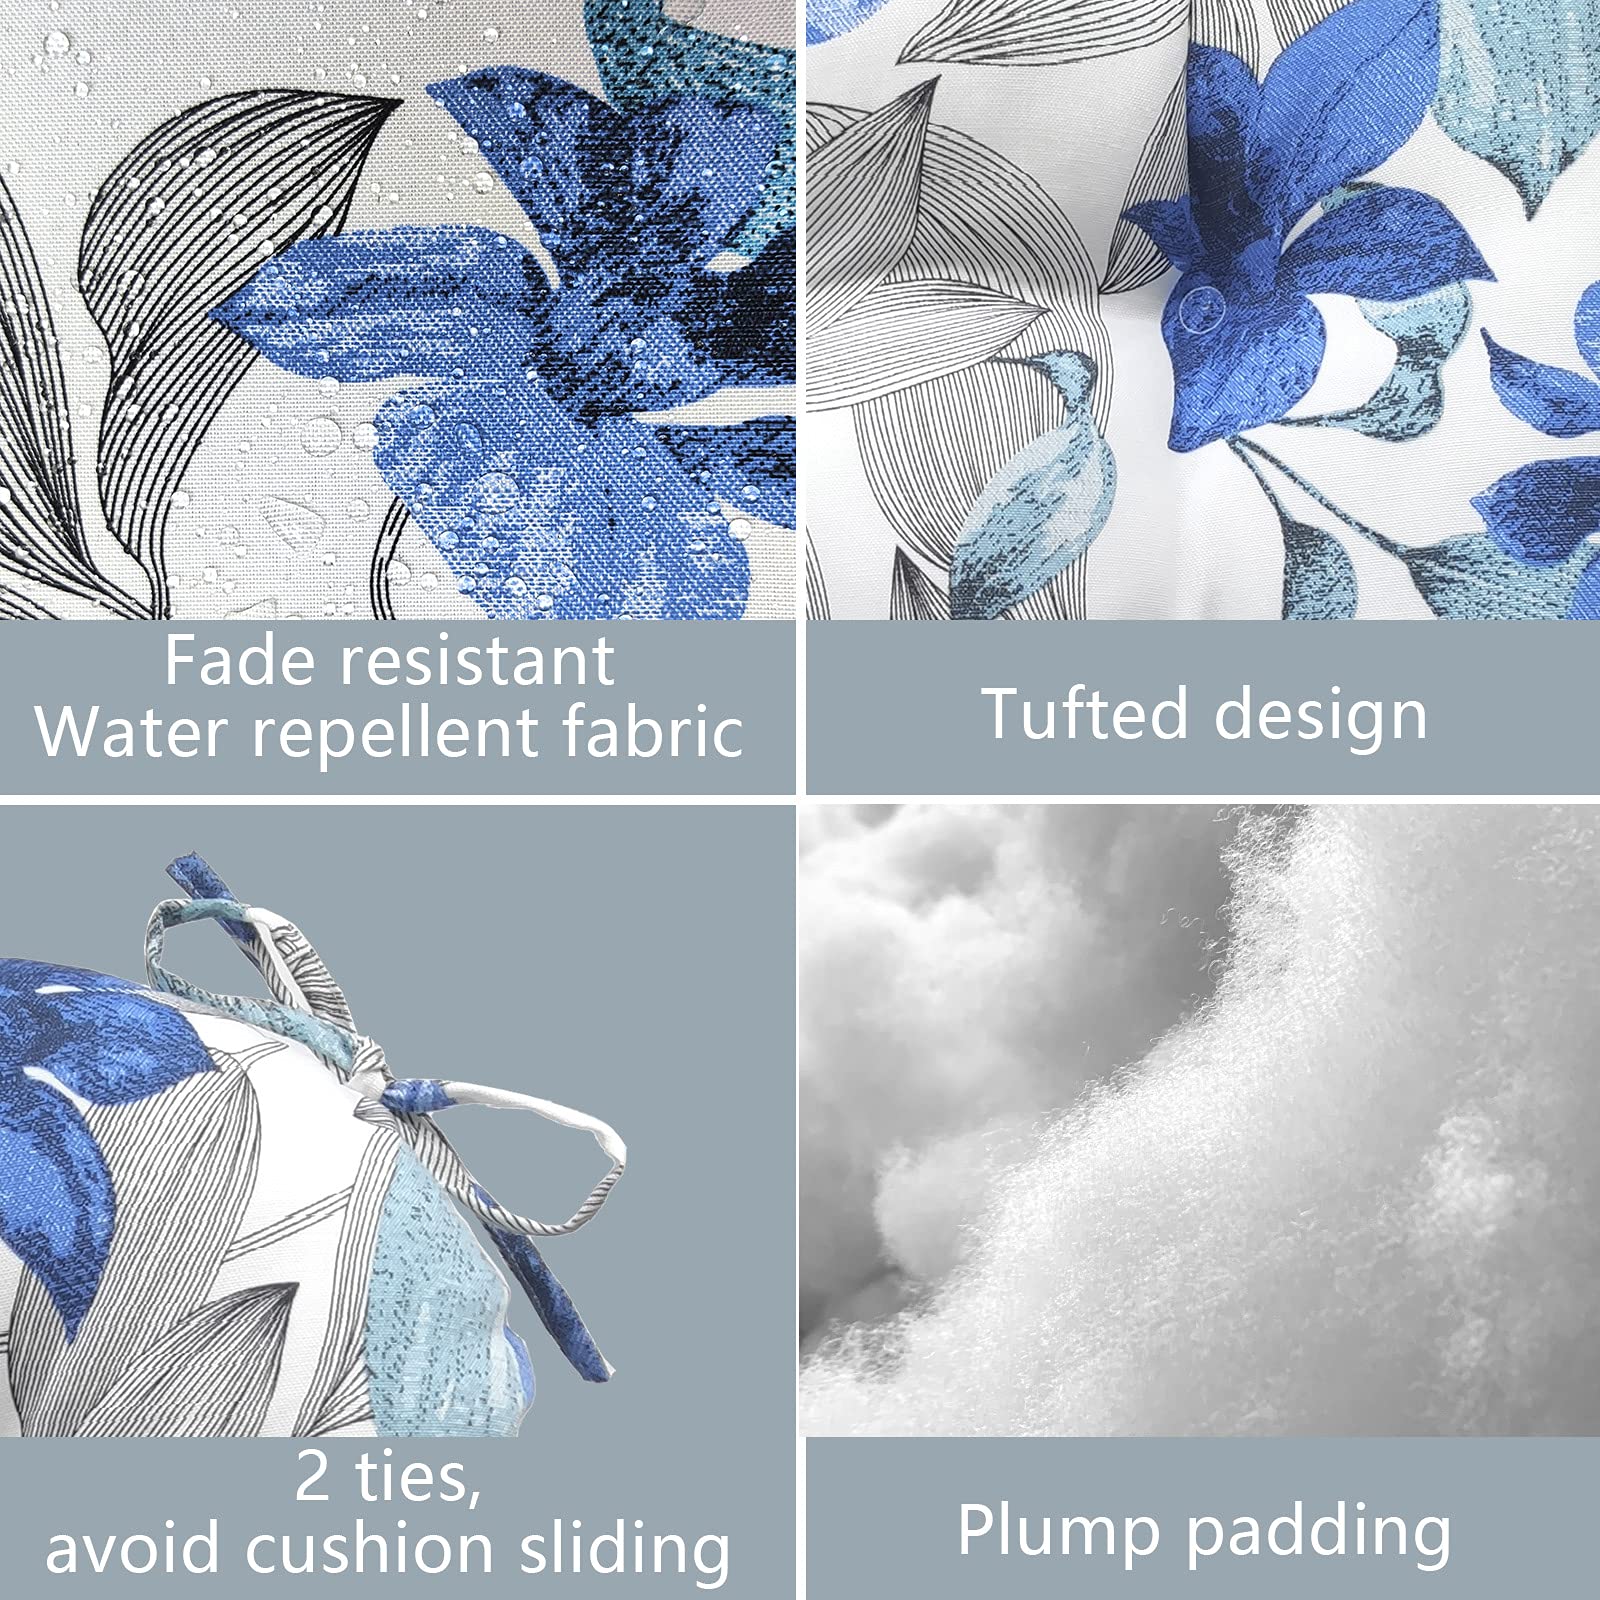 Fade resistant
Water repellent fabric
Tufted design
2 ties,
avoid cushion sliding
Plump padding